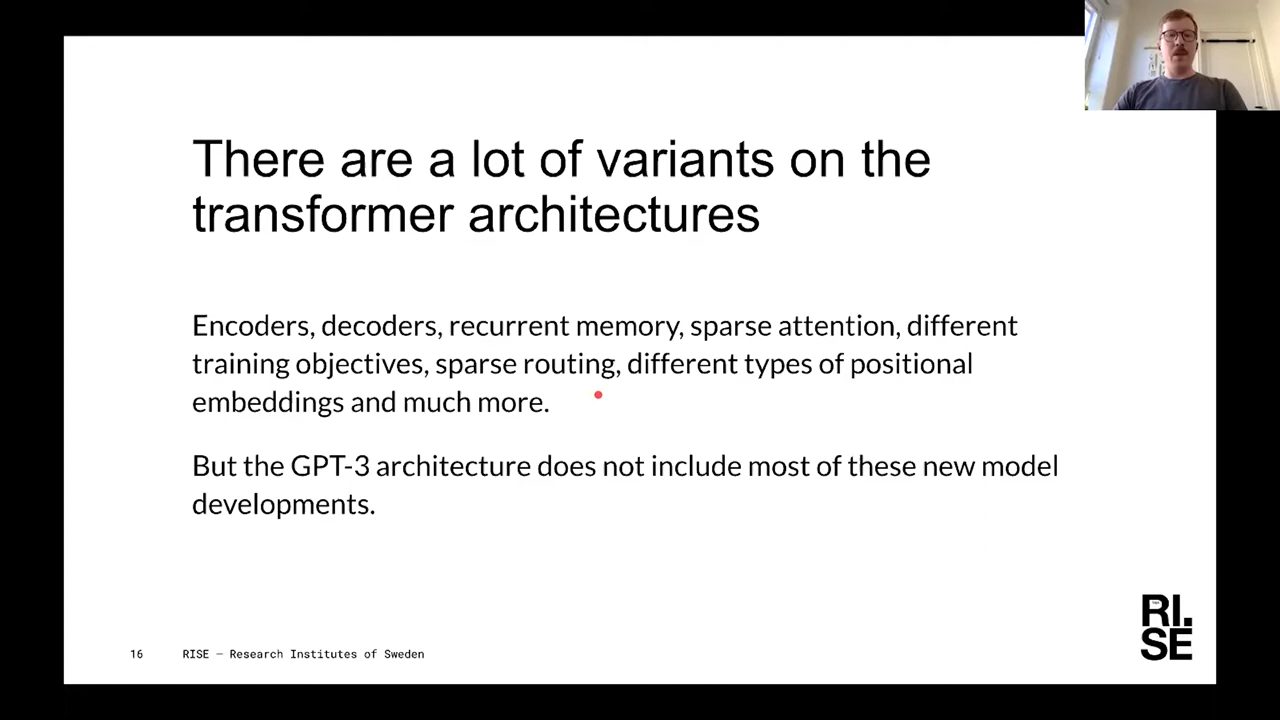 There are a lot of variants on the
transformer architectures
Encoders, decoders, recurrent memory, sparse attention, different
training objectives, sparse routing, different types of positional
embeddings and much more.
But the GPT-3 architecture does not include most of these new model
developments.
RI.
SE
16 RISE — Research Institutes of Sweden